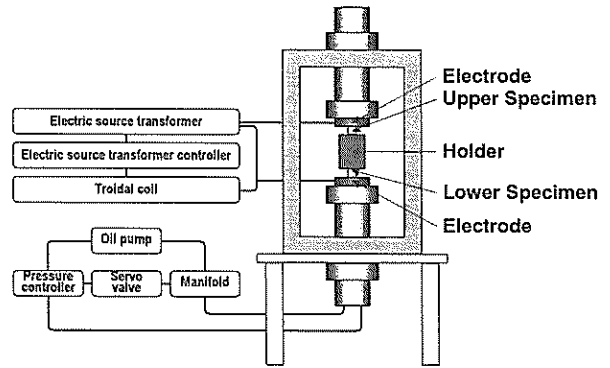 Electrode
Upper Specimen
Electric source transformer
Electric source transformer controller
Holder
Troidal coil
Lower Specimen
Electrode
Oil pump
Pressure
controller
Servo
valve
Manifold